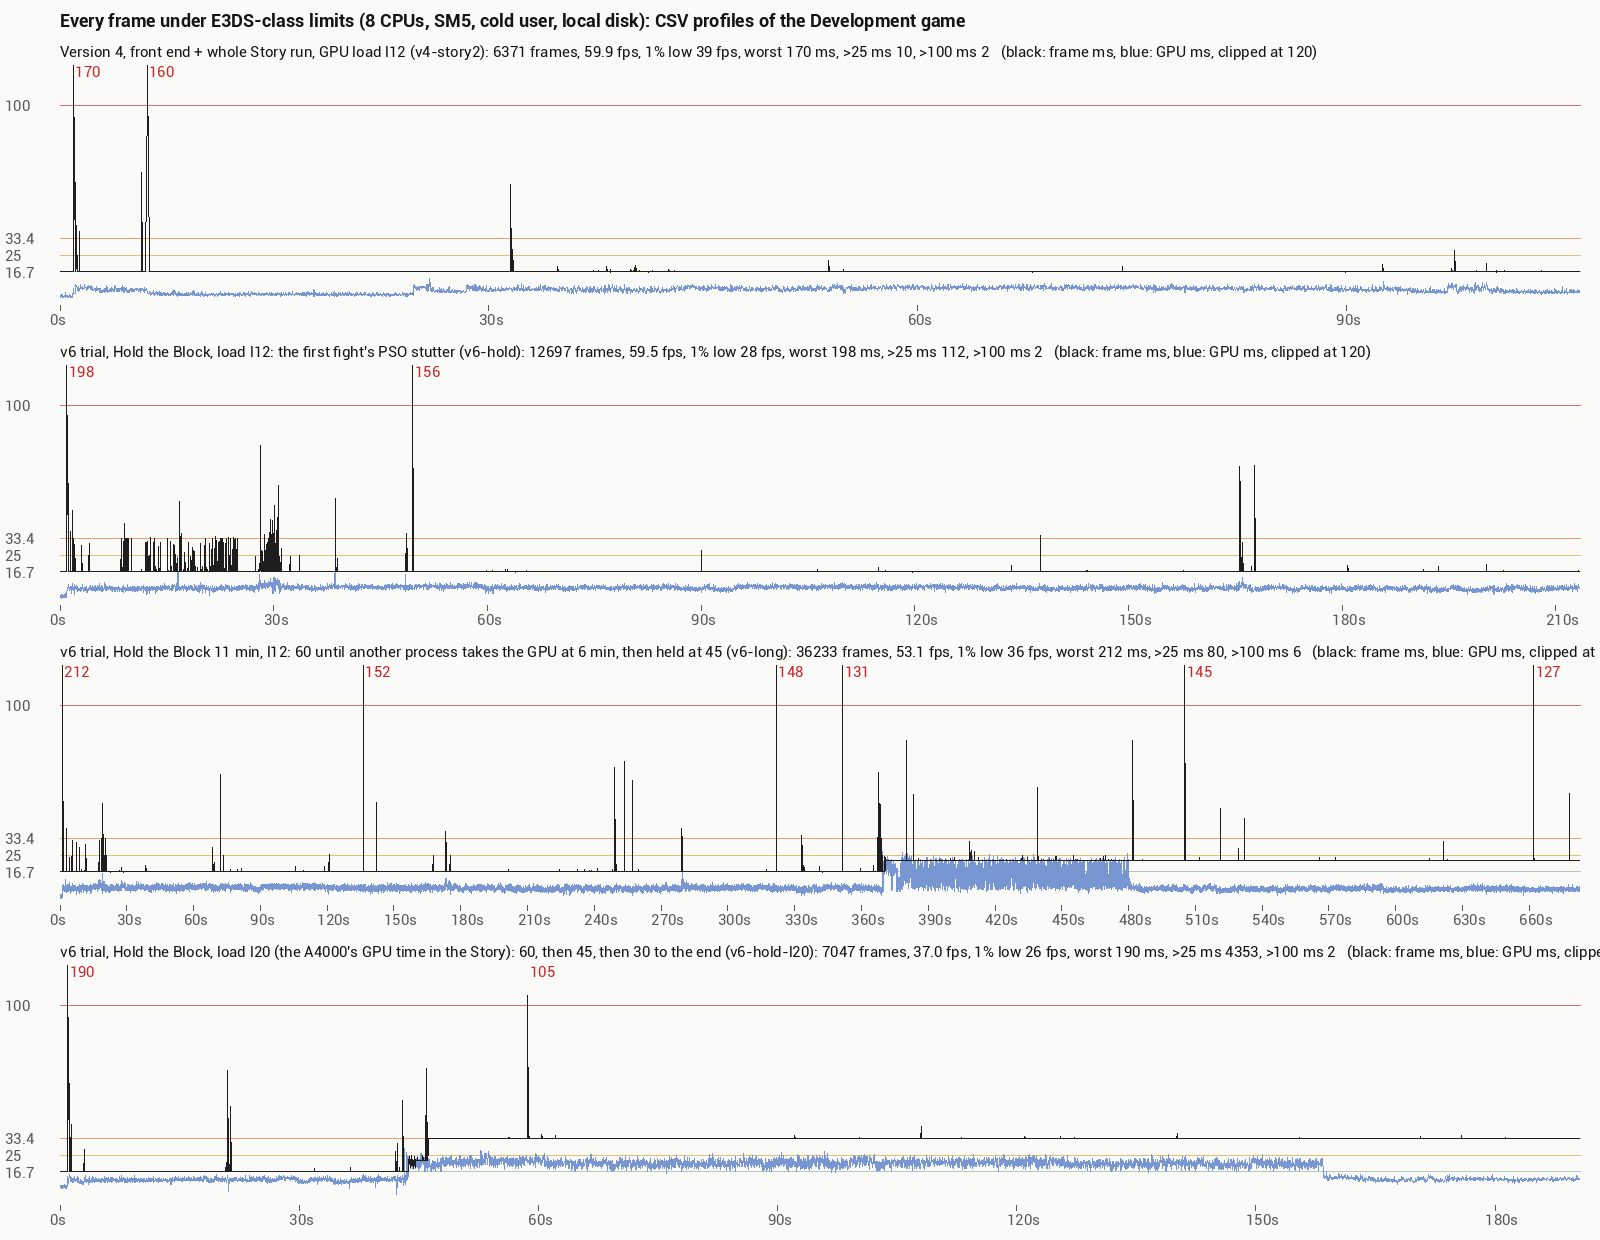 Every frame under E3DS-class limits (8 CPUs, SM5, cold user, local disk): CSV profiles of the Development game
Version 4, front end + whole Story run, GPU load I12 (v4-story2): 6371 frames, 59.9 fps, 1% low 39 fps, worst 170 ms, >25 ms 10, >100 ms 2 (black: frame ms, blue: GPU ms, clipped at 120)
170 160
100
33.4
25
16.7
0s 30s 60s 90s
v6 trial, Hold the Block, load I12: the first fight's PSO stutter (v6-hold): 12697 frames, 59.5 fps, 1% low 28 fps, worst 198 ms, >25 ms 112, >100 ms 2 (black: frame ms, blue: GPU ms, clipped at 120)
198 156
100
33.4
25
16.7
0s 30s 60s 90s 120s 150s 180s 210s
v6 trial, Hold the Block 11 min, I12: 60 until another process takes the GPU at 6 min, then held at 45 (v6-long): 36233 frames, 53.1 fps, 1% low 36 fps, worst 212 ms, >25 ms 80, >100 ms 6 (black: frame ms, blue: GPU ms, clipped at
212 152 148 131 145 127
100
33.4
25
16.7
0s 30s 60s 90s 120s 150s 180s 210s 240s 270s 300s 330s 360s 390s 420s 450s 480s 510s 540s 570s 600s 630s 660s
v6 trial, Hold the Block, load I20 (the A4000's GPU time in the Story): 60, then 45, then 30 to the end (v6-hold-I20): 7047 frames, 37.0 fps, 1% low 26 fps, worst 190 ms, >25 ms 4353, >100 ms 2 (black: frame ms, blue: GPU ms, clippe
190 105
100
33.4
25
16.7
0s 30s 60s 90s 120s 150s 180s